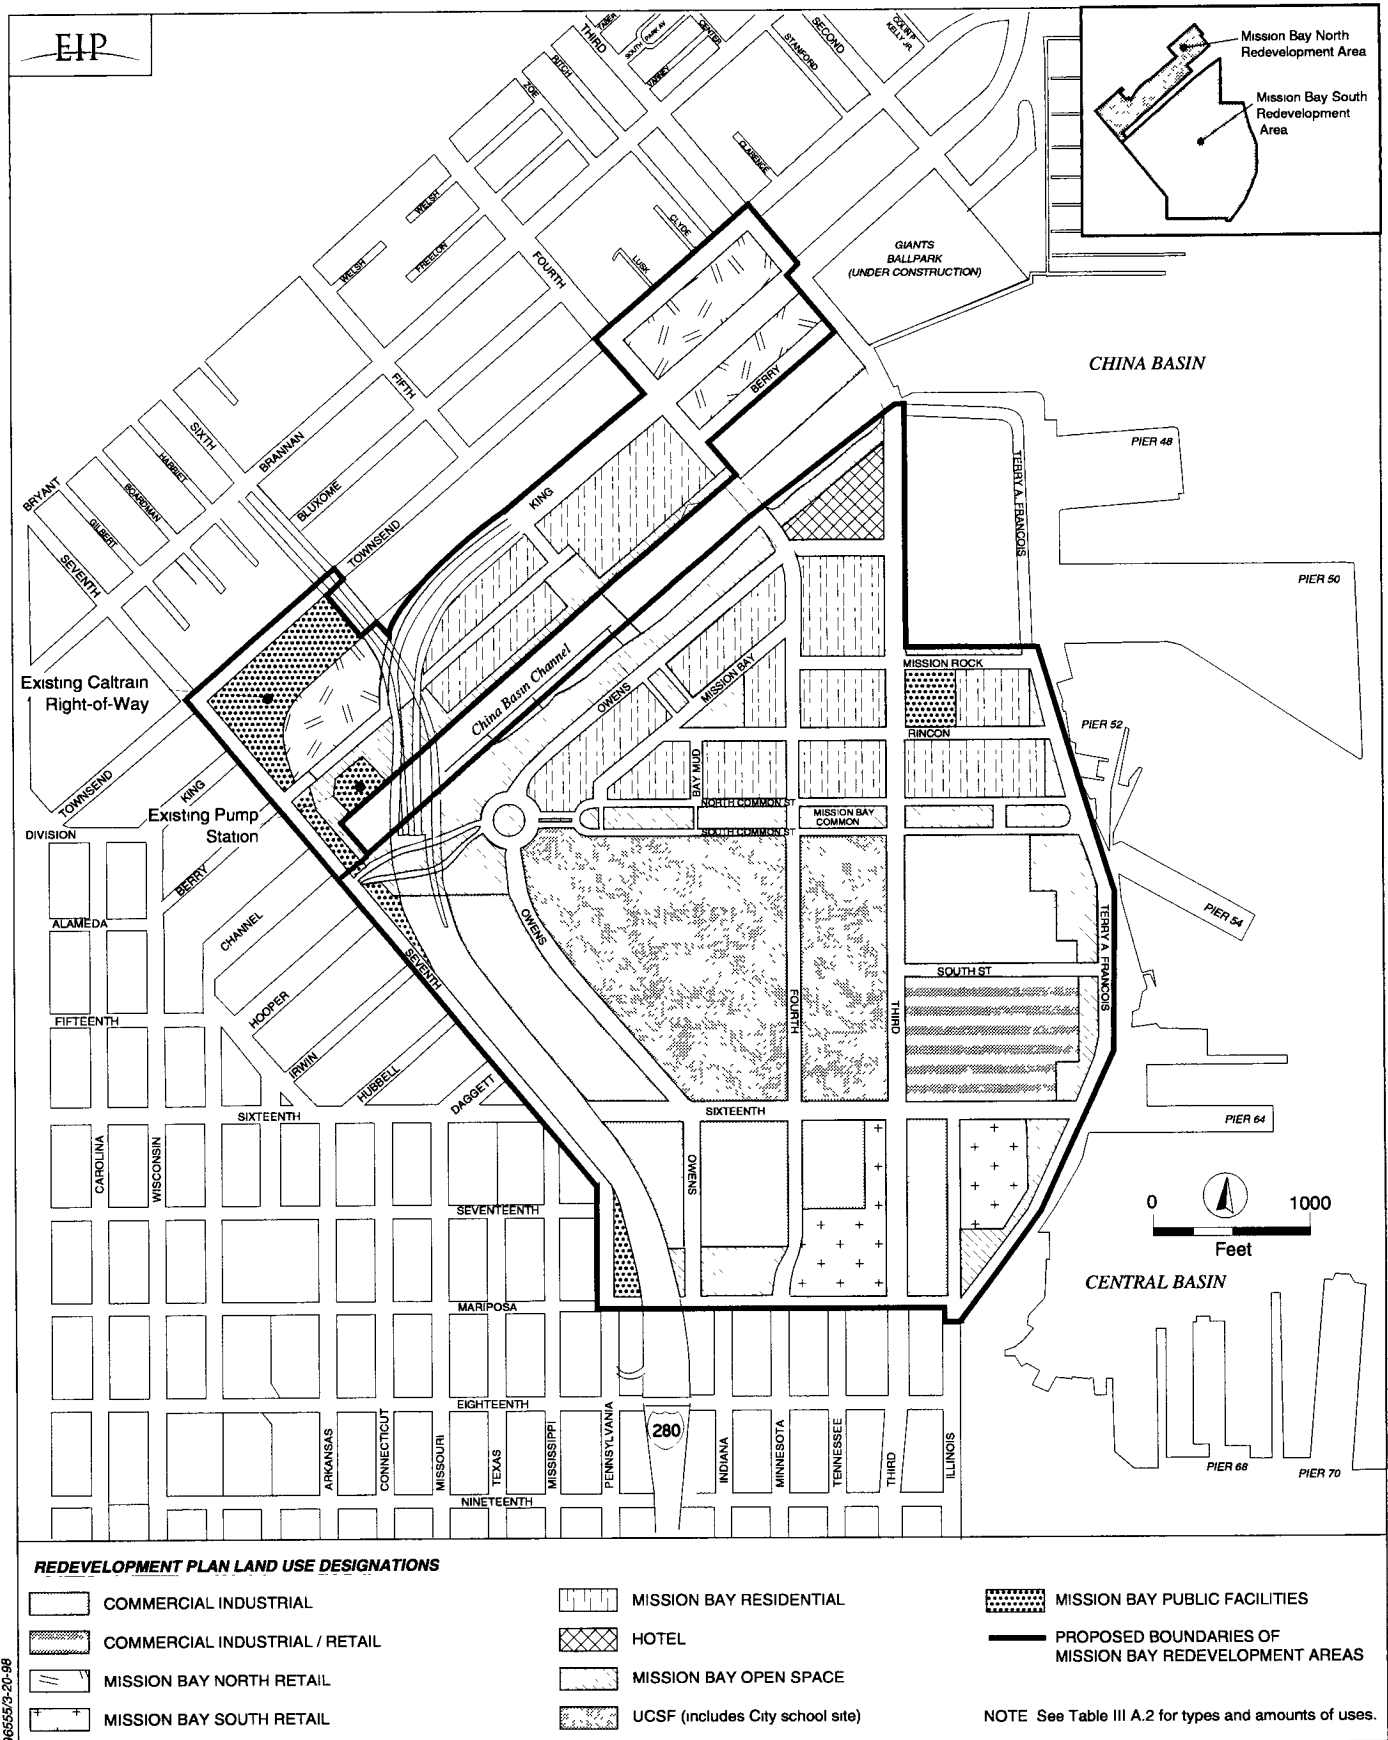 EIP
Mission Bay North
Redevelopment Area
Mission Bay South
Redevelopment
Area
TABER
THIRD
SOUTH
PARK AV
CENTER
VARNEY
SECOND
STANFORD
COLIN P
KELLY JR.
RITCH
ZOE
CLARENCE
WELSH
WELSH
FREELON
CLYDE
LUSK
FOURTH
GIANTS
BALLPARK
(UNDER CONSTRUCTION)
CHINA BASIN
FIFTH
BERRY
SIXTH
HARRIET
BRANNAN
BLUXOME
TOWNSEND
KING
BRYANT
GILBERT
BOARDMAN
SEVENTH
PIER 48
TERRY A. FRANCOIS
PIER 50
Existing Caltrain
Right-of-Way
China Basin Channel
OWENS
MISSION BAY
MISSION ROCK
RINCON
PIER 52
TOWNSEND
KING
DIVISION
Existing Pump
Station
BERRY
BAY MUD
NORTH COMMON ST
SOUTH COMMON ST
MISSION BAY
COMMON
ALAMEDA
CHANNEL
OWENS
SEVENTH
PIER 54
TERRY A. FRANCOIS
SOUTH ST
FIFTEENTH
HOOPER
IRWIN
HUBBELL
DAGGETT
FOURTH
THIRD
SIXTEENTH
SIXTEENTH
PIER 64
CAROLINA
WISCONSIN
OWENS
SEVENTEENTH
0
1000
Feet
CENTRAL BASIN
MARIPOSA
EIGHTEENTH
280
ARKANSAS
CONNECTICUT
MISSOURI
TEXAS
MISSISSIPPI
PENNSYLVANIA
INDIANA
MINNESOTA
TENNESSEE
THIRD
ILLINOIS
NINETEENTH
PIER 68
PIER 70
REDEVELOPMENT PLAN LAND USE DESIGNATIONS
COMMERCIAL INDUSTRIAL
COMMERCIAL INDUSTRIAL / RETAIL
MISSION BAY NORTH RETAIL
MISSION BAY SOUTH RETAIL
MISSION BAY RESIDENTIAL
HOTEL
MISSION BAY OPEN SPACE
UCSF (includes City school site)
MISSION BAY PUBLIC FACILITIES
PROPOSED BOUNDARIES OF
MISSION BAY REDEVELOPMENT AREAS
NOTE See Table III A.2 for types and amounts of uses.
96555/3-20-98